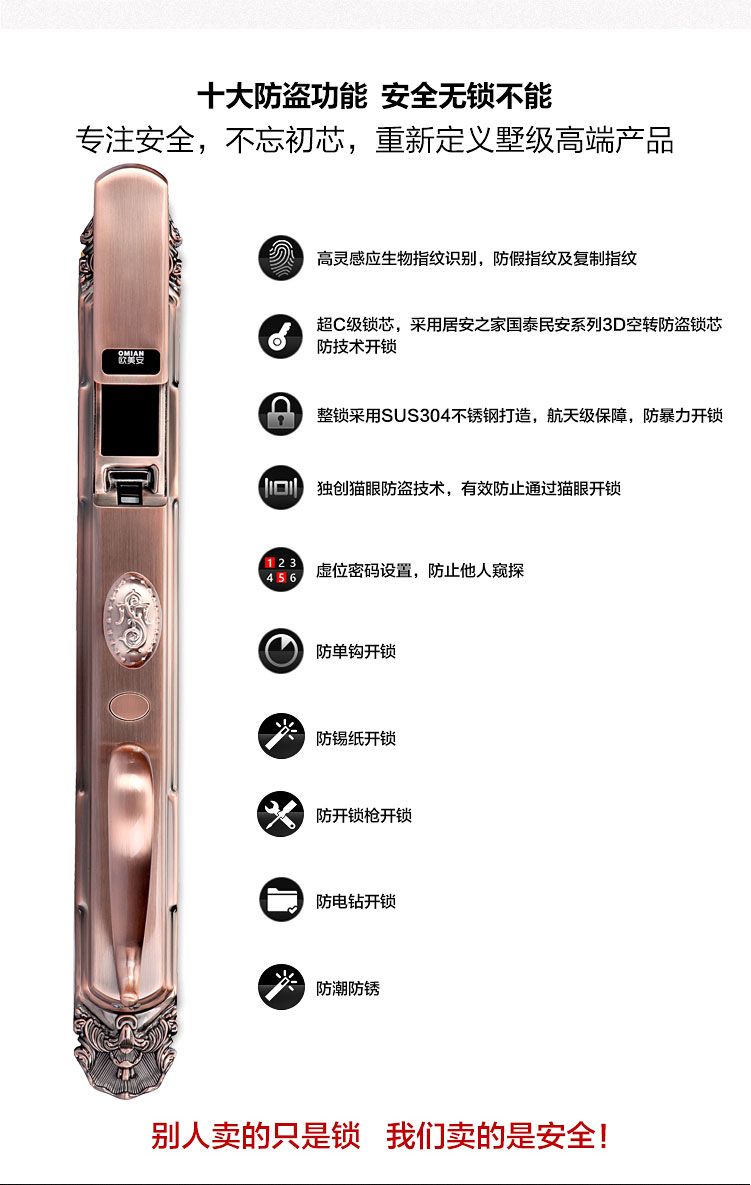 十大防盗功能 安全无锁不能
专注安全，不忘初芯，重新定义墅级高端产品
高灵感应生物指纹识别，防假指纹及复制指纹
超C级锁芯，采用居安之家国泰民安系列3D空转防盗锁芯
防技术开锁
OMIAN
欧美安
整锁采用SUS304不锈钢打造，航天级保障，防暴力开锁
独创猫眼防盗技术，有效防止通过猫眼开锁
1 2 3
4 5 6
虚位密码设置，防止他人窥探
防单钩开锁
防锡纸开锁
防开锁枪开锁
防电钻开锁
防潮防锈
别人卖的只是锁 我们卖的是安全！